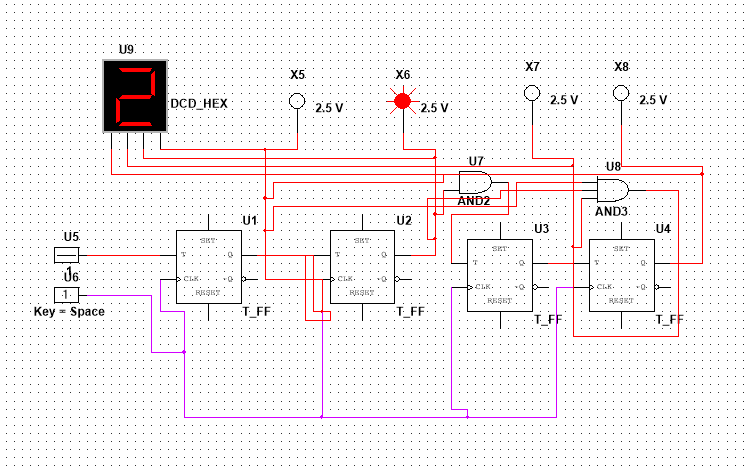 U9
DCD_HEX
2
X5
2.5 V
X6
2.5 V
X7
2.5 V
X8
2.5 V
U7
AND2
U8
AND3
U1
SET
T
Q
CLK
Q
RESET
T_FF
U2
SET
T
Q
CLK
Q
RESET
T_FF
U3
SET
T
Q
CLK
Q
RESET
T_FF
U4
SET
T
Q
CLK
Q
RESET
T_FF
U5
1
U6
1
Key = Space